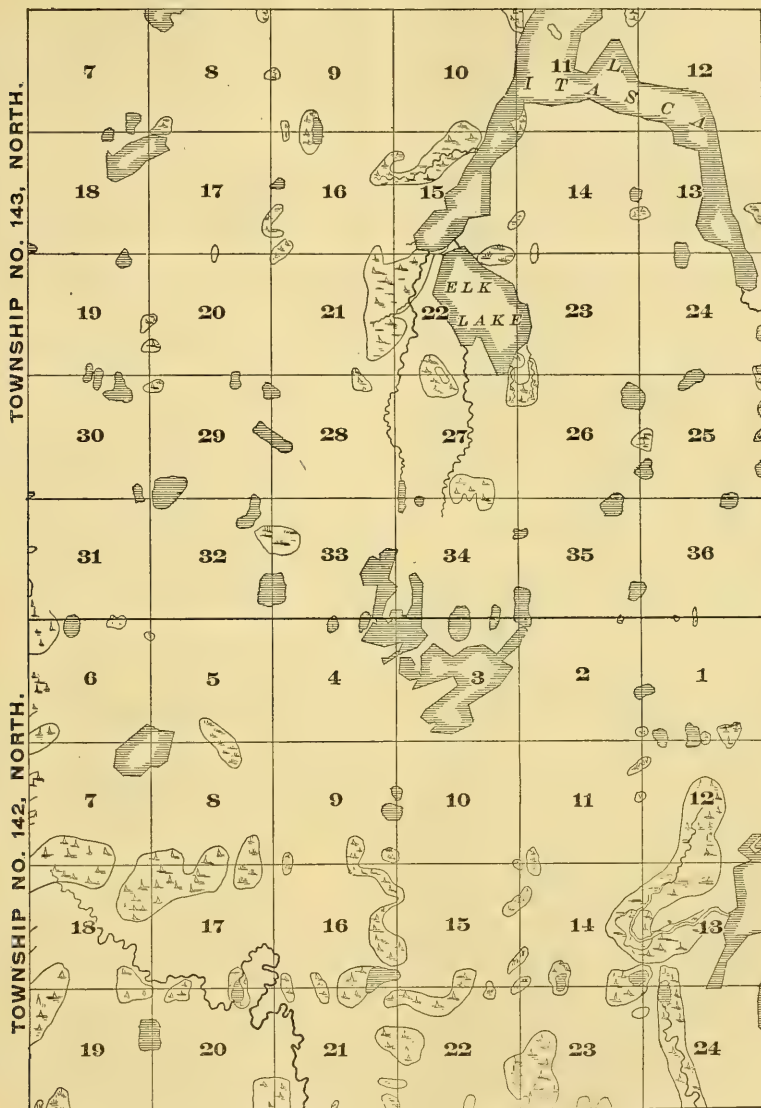 TOWNSHIP NO. 143, NORTH.
7 8 9 10 11 12
ITASCA L.
18 17 16 15 14 13
19 20 21 22 23 24
ELK
LAKE
30 29 28 27 26 25
31 32 33 34 35 36
TOWNSHIP NO. 142, NORTH.
6 5 4 3 2 1
7 8 9 10 11 12
18 17 16 15 14 13
19 20 21 22 23 24